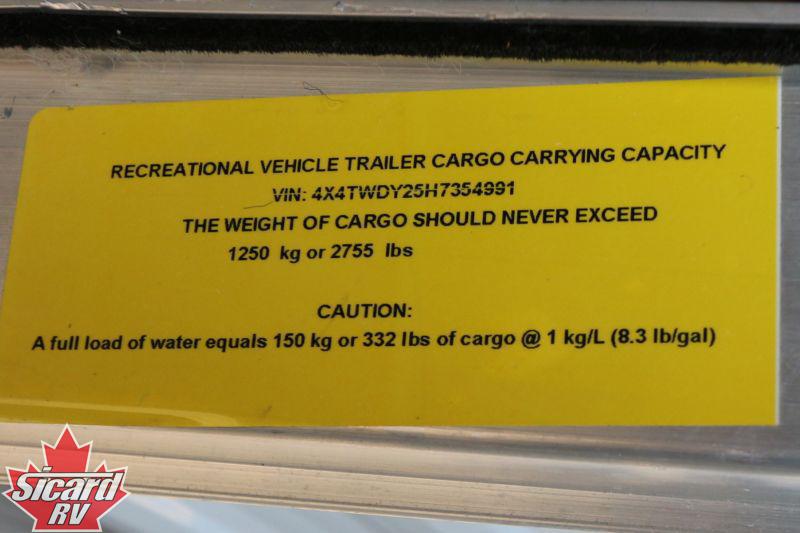 RECREATIONAL VEHICLE TRAILER CARGO CARRYING CAPACITY
VIN: 4X4TWDY25H7354991
THE WEIGHT OF CARGO SHOULD NEVER EXCEED
1250 kg or 2755 lbs
CAUTION:
A full load of water equals 150 kg or 332 lbs of cargo @ 1 kg/L (8.3 lb/gal)
Sicard
RV